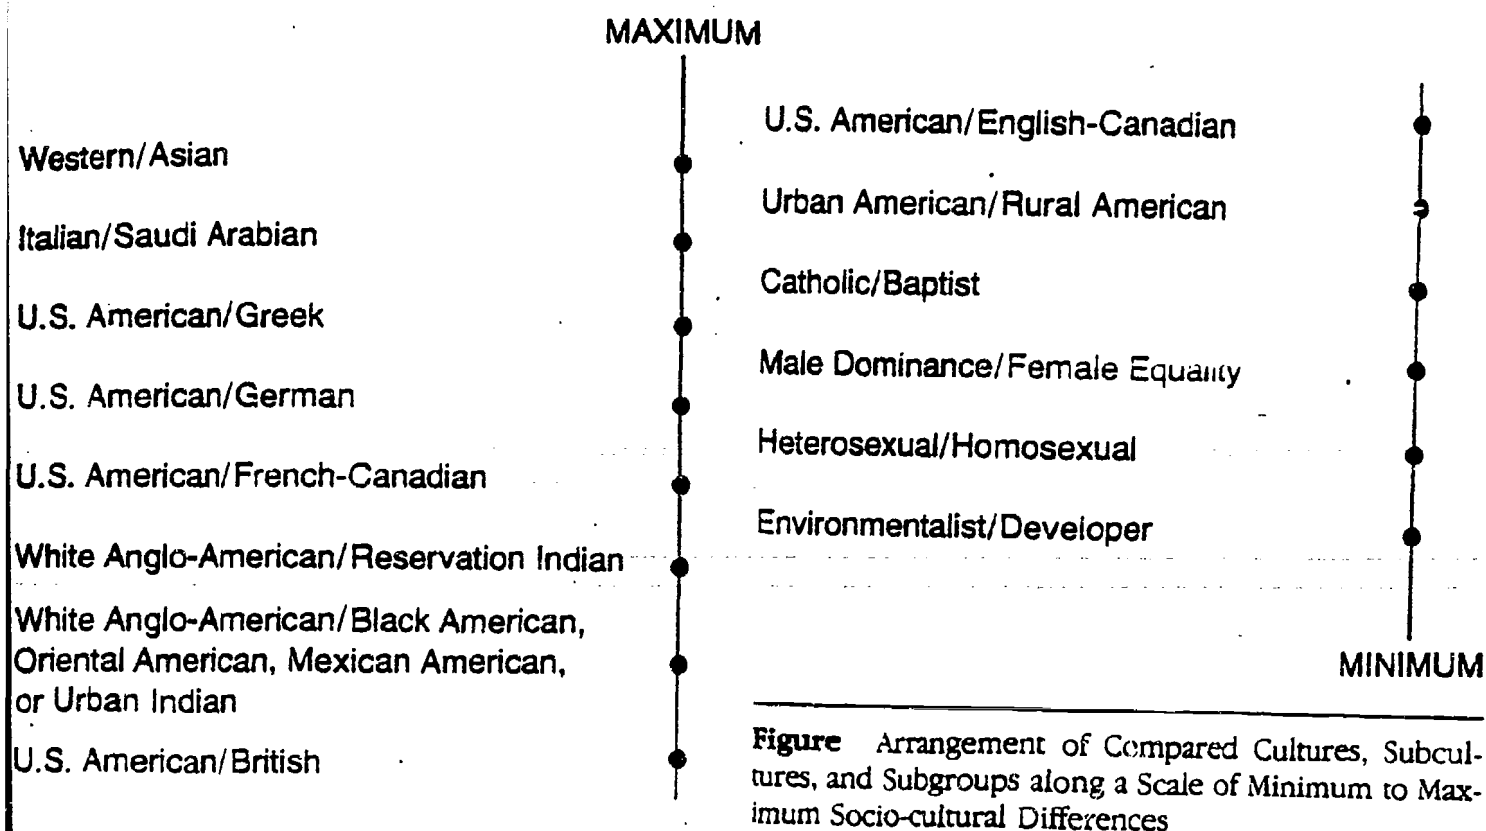 MAXIMUM
Western/Asian
Italian/Saudi Arabian
U.S. American/Greek
U.S. American/German
U.S. American/French-Canadian
White Anglo-American/Reservation Indian
White Anglo-American/Black American,
Oriental American, Mexican American,
or Urban Indian
U.S. American/British
U.S. American/English-Canadian
Urban American/Rural American
Catholic/Baptist
Male Dominance/Female Equality
Heterosexual/Homosexual
Environmentalist/Developer
MINIMUM
Figure Arrangement of Compared Cultures, Subcul-
tures, and Subgroups along a Scale of Minimum to Max-
imum Socio-cultural Differences